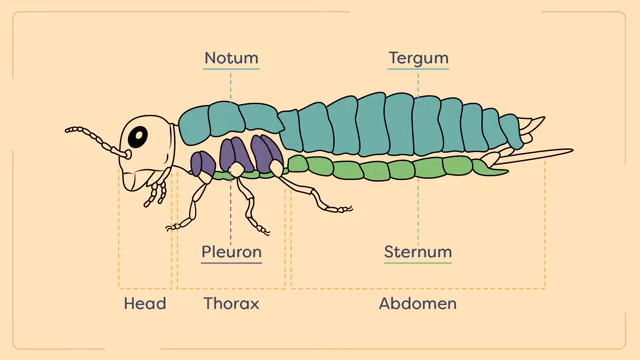 Notum
Tergum
Pleuron
Sternum
Head
Thorax
Abdomen